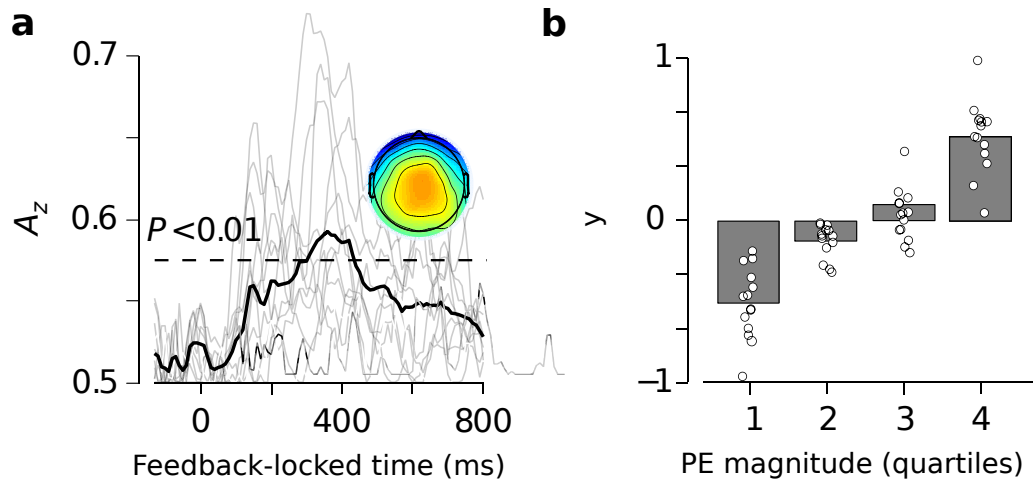 a
0.7
0.6
0.5
A_z
P<0.01
0
400
800
Feedback-locked time (ms)
b
1
0
−1
y
1
2
3
4
PE magnitude (quartiles)